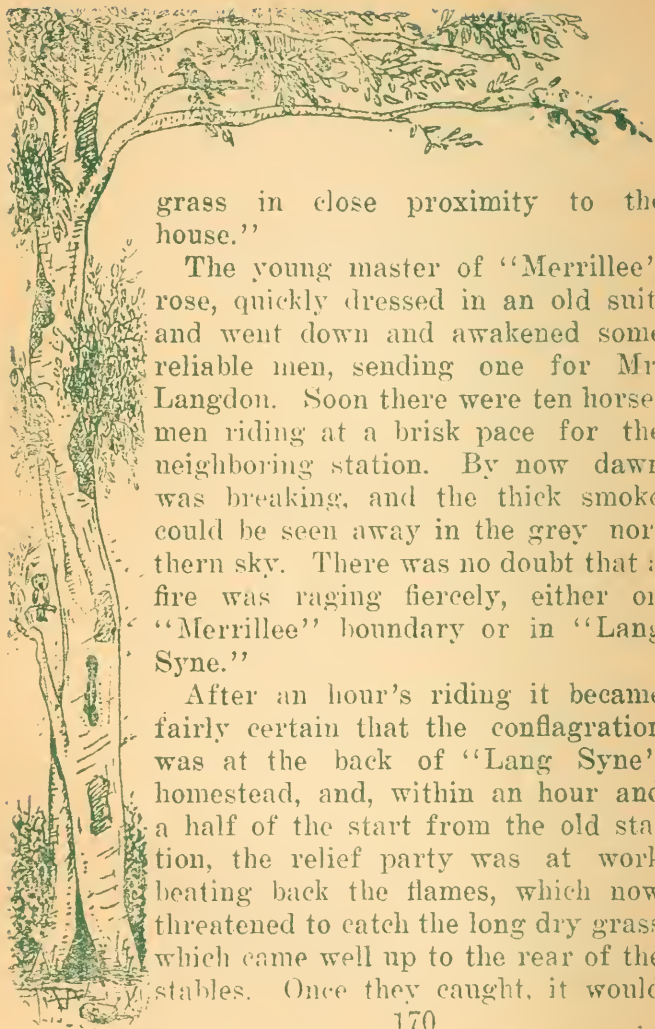 grass in close proximity to the
house."
The young master of "Merrillee'
rose, quickly dressed in an old suit
and went down and awakened some
reliable men, sending one for Mr
Langdon. Soon there were ten horse
men riding at a brisk pace for the
neighboring station. By now dawn
was breaking, and the thick smoke
could be seen away in the grey nor
thern sky. There was no doubt that a
fire was raging fiercely, either on
"Merrillee" boundary or in "Lang
Syne."
After an hour's riding it became
fairly certain that the conflagration
was at the back of "Lang Syne'
homestead, and, within an hour and
a half of the start from the old sta
tion, the relief party was at work
beating back the flames, which now
threatened to catch the long dry grass
which came well up to the rear of the
stables. Once they caught, it would
170